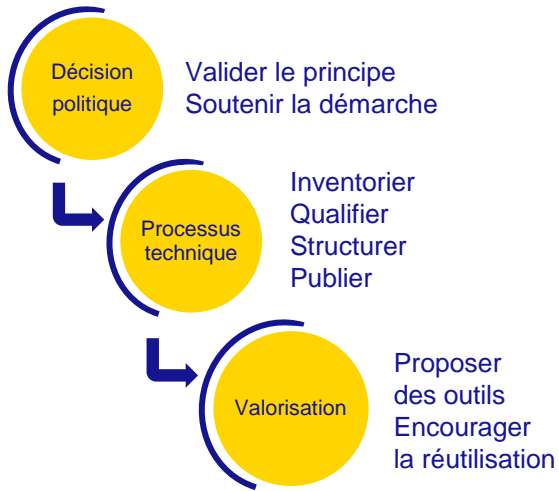 Décision
politique
Valider le principe
Soutenir la démarche
Processus
technique
Inventorier
Qualifier
Structurer
Publier
Valorisation
Proposer
des outils
Encourager
la réutilisation